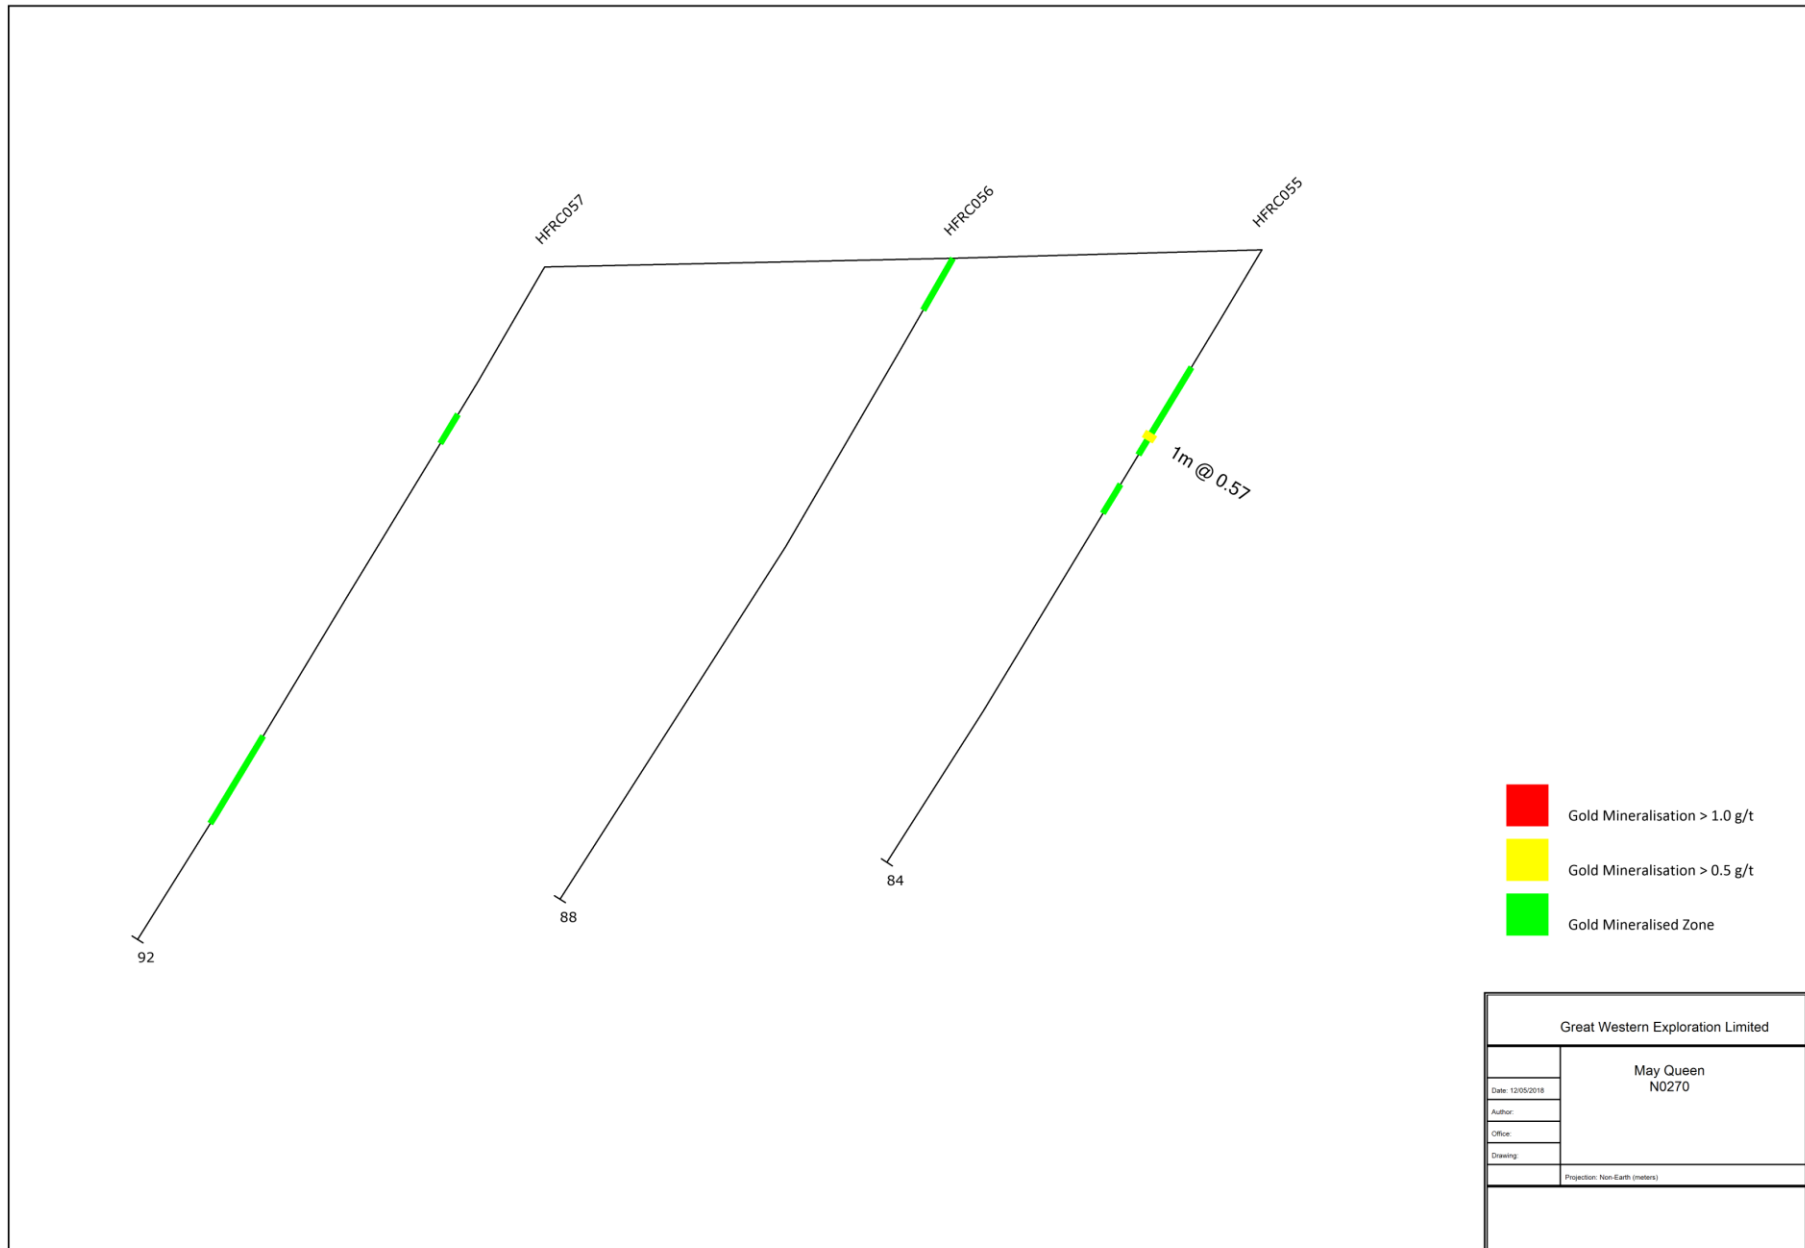 HFRC057
HFRC056
HFRC055
1m @ 0.57
84
88
92
Gold Mineralisation > 1.0 g/t
Gold Mineralisation > 0.5 g/t
Gold Mineralised Zone
Great Western Exploration Limited
May Queen
N0270
Date: 12/05/2018
Author:
Office:
Drawing:
Projection: Non-Earth (meters)